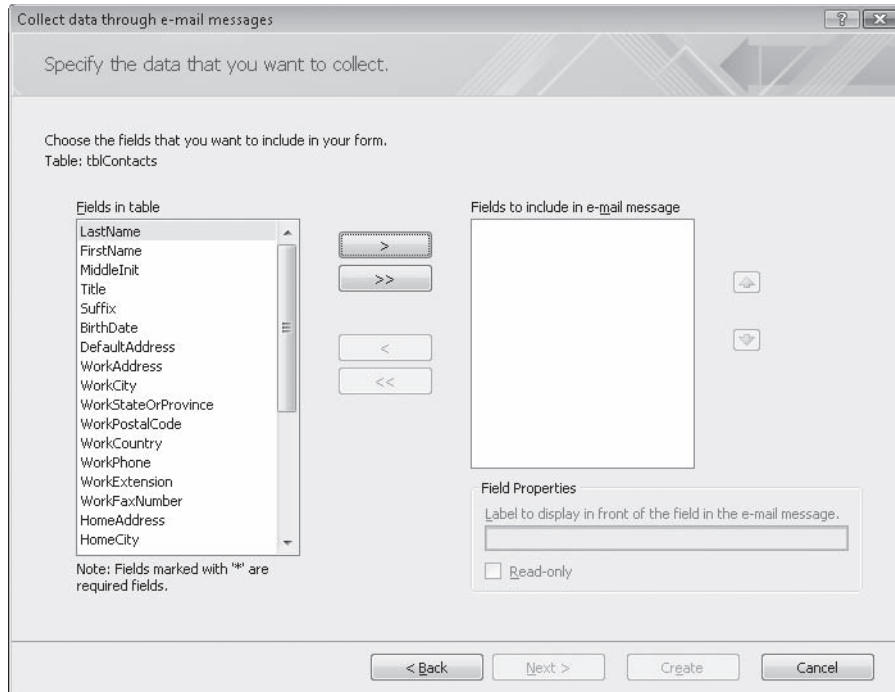 Collect data through e-mail messages
Specify the data that you want to collect.
Choose the fields that you want to include in your form.
Table: tblContacts
Fields in table
LastName
FirstName
MiddleInit
Title
Suffix
BirthDate
DefaultAddress
WorkAddress
WorkCity
WorkStateOrProvince
WorkPostalCode
WorkCountry
WorkPhone
WorkExtension
WorkFaxNumber
HomeAddress
HomeCity
Note: Fields marked with '*' are
required fields.
>
>>
<
<<
Fields to include in e-mail message
Field Properties
Label to display in front of the field in the e-mail message.
Read-only
< Back
Next >
Create
Cancel